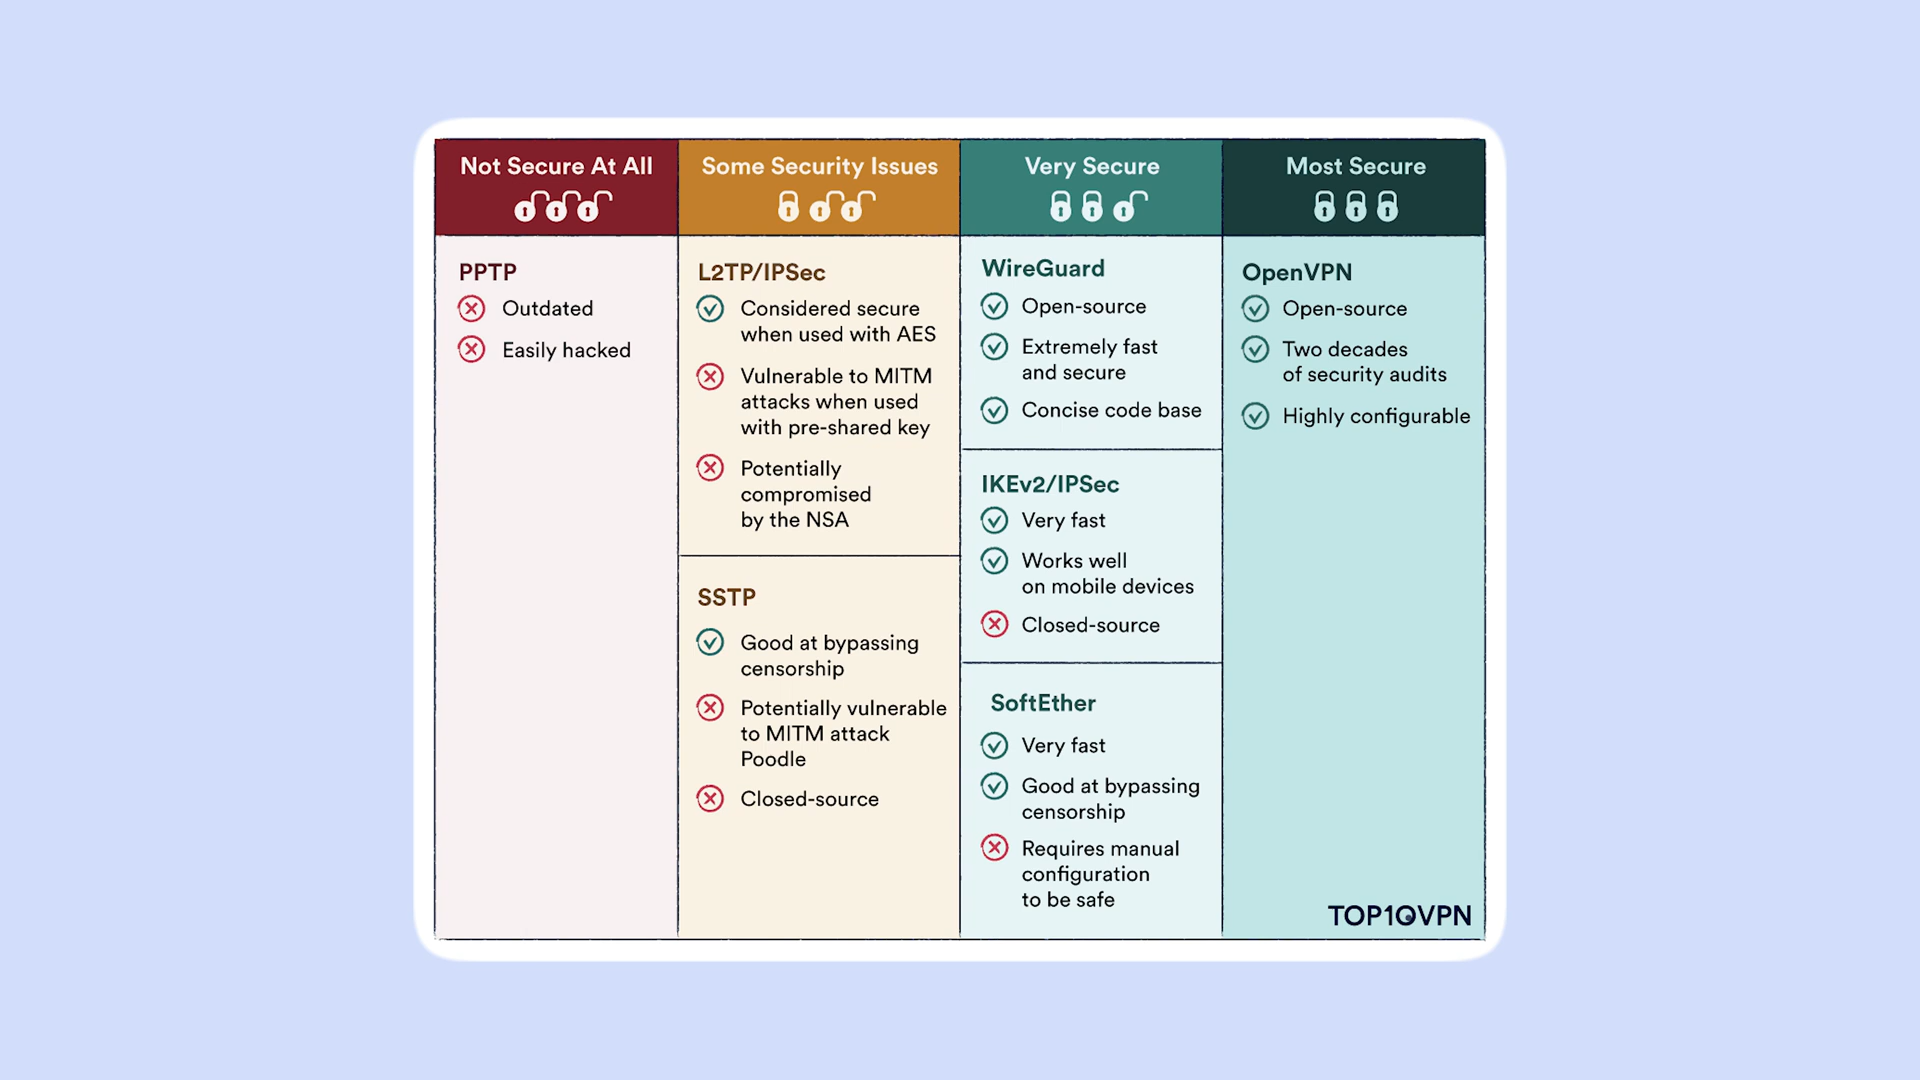 Not Secure At All
Some Security Issues
Very Secure
Most Secure
PPTP
Outdated
Easily hacked
L2TP/IPSec
Considered secure
when used with AES
Vulnerable to MITM
attacks when used
with pre-shared key
Potentially
compromised
by the NSA
SSTP
Good at bypassing
censorship
Potentially vulnerable
to MITM attack
Poodle
Closed-source
WireGuard
Open-source
Extremely fast
and secure
Concise code base
IKEv2/IPSec
Very fast
Works well
on mobile devices
Closed-source
SoftEther
Very fast
Good at bypassing
censorship
Requires manual
configuration
to be safe
OpenVPN
Open-source
Two decades
of security audits
Highly configurable
TOP10VPN